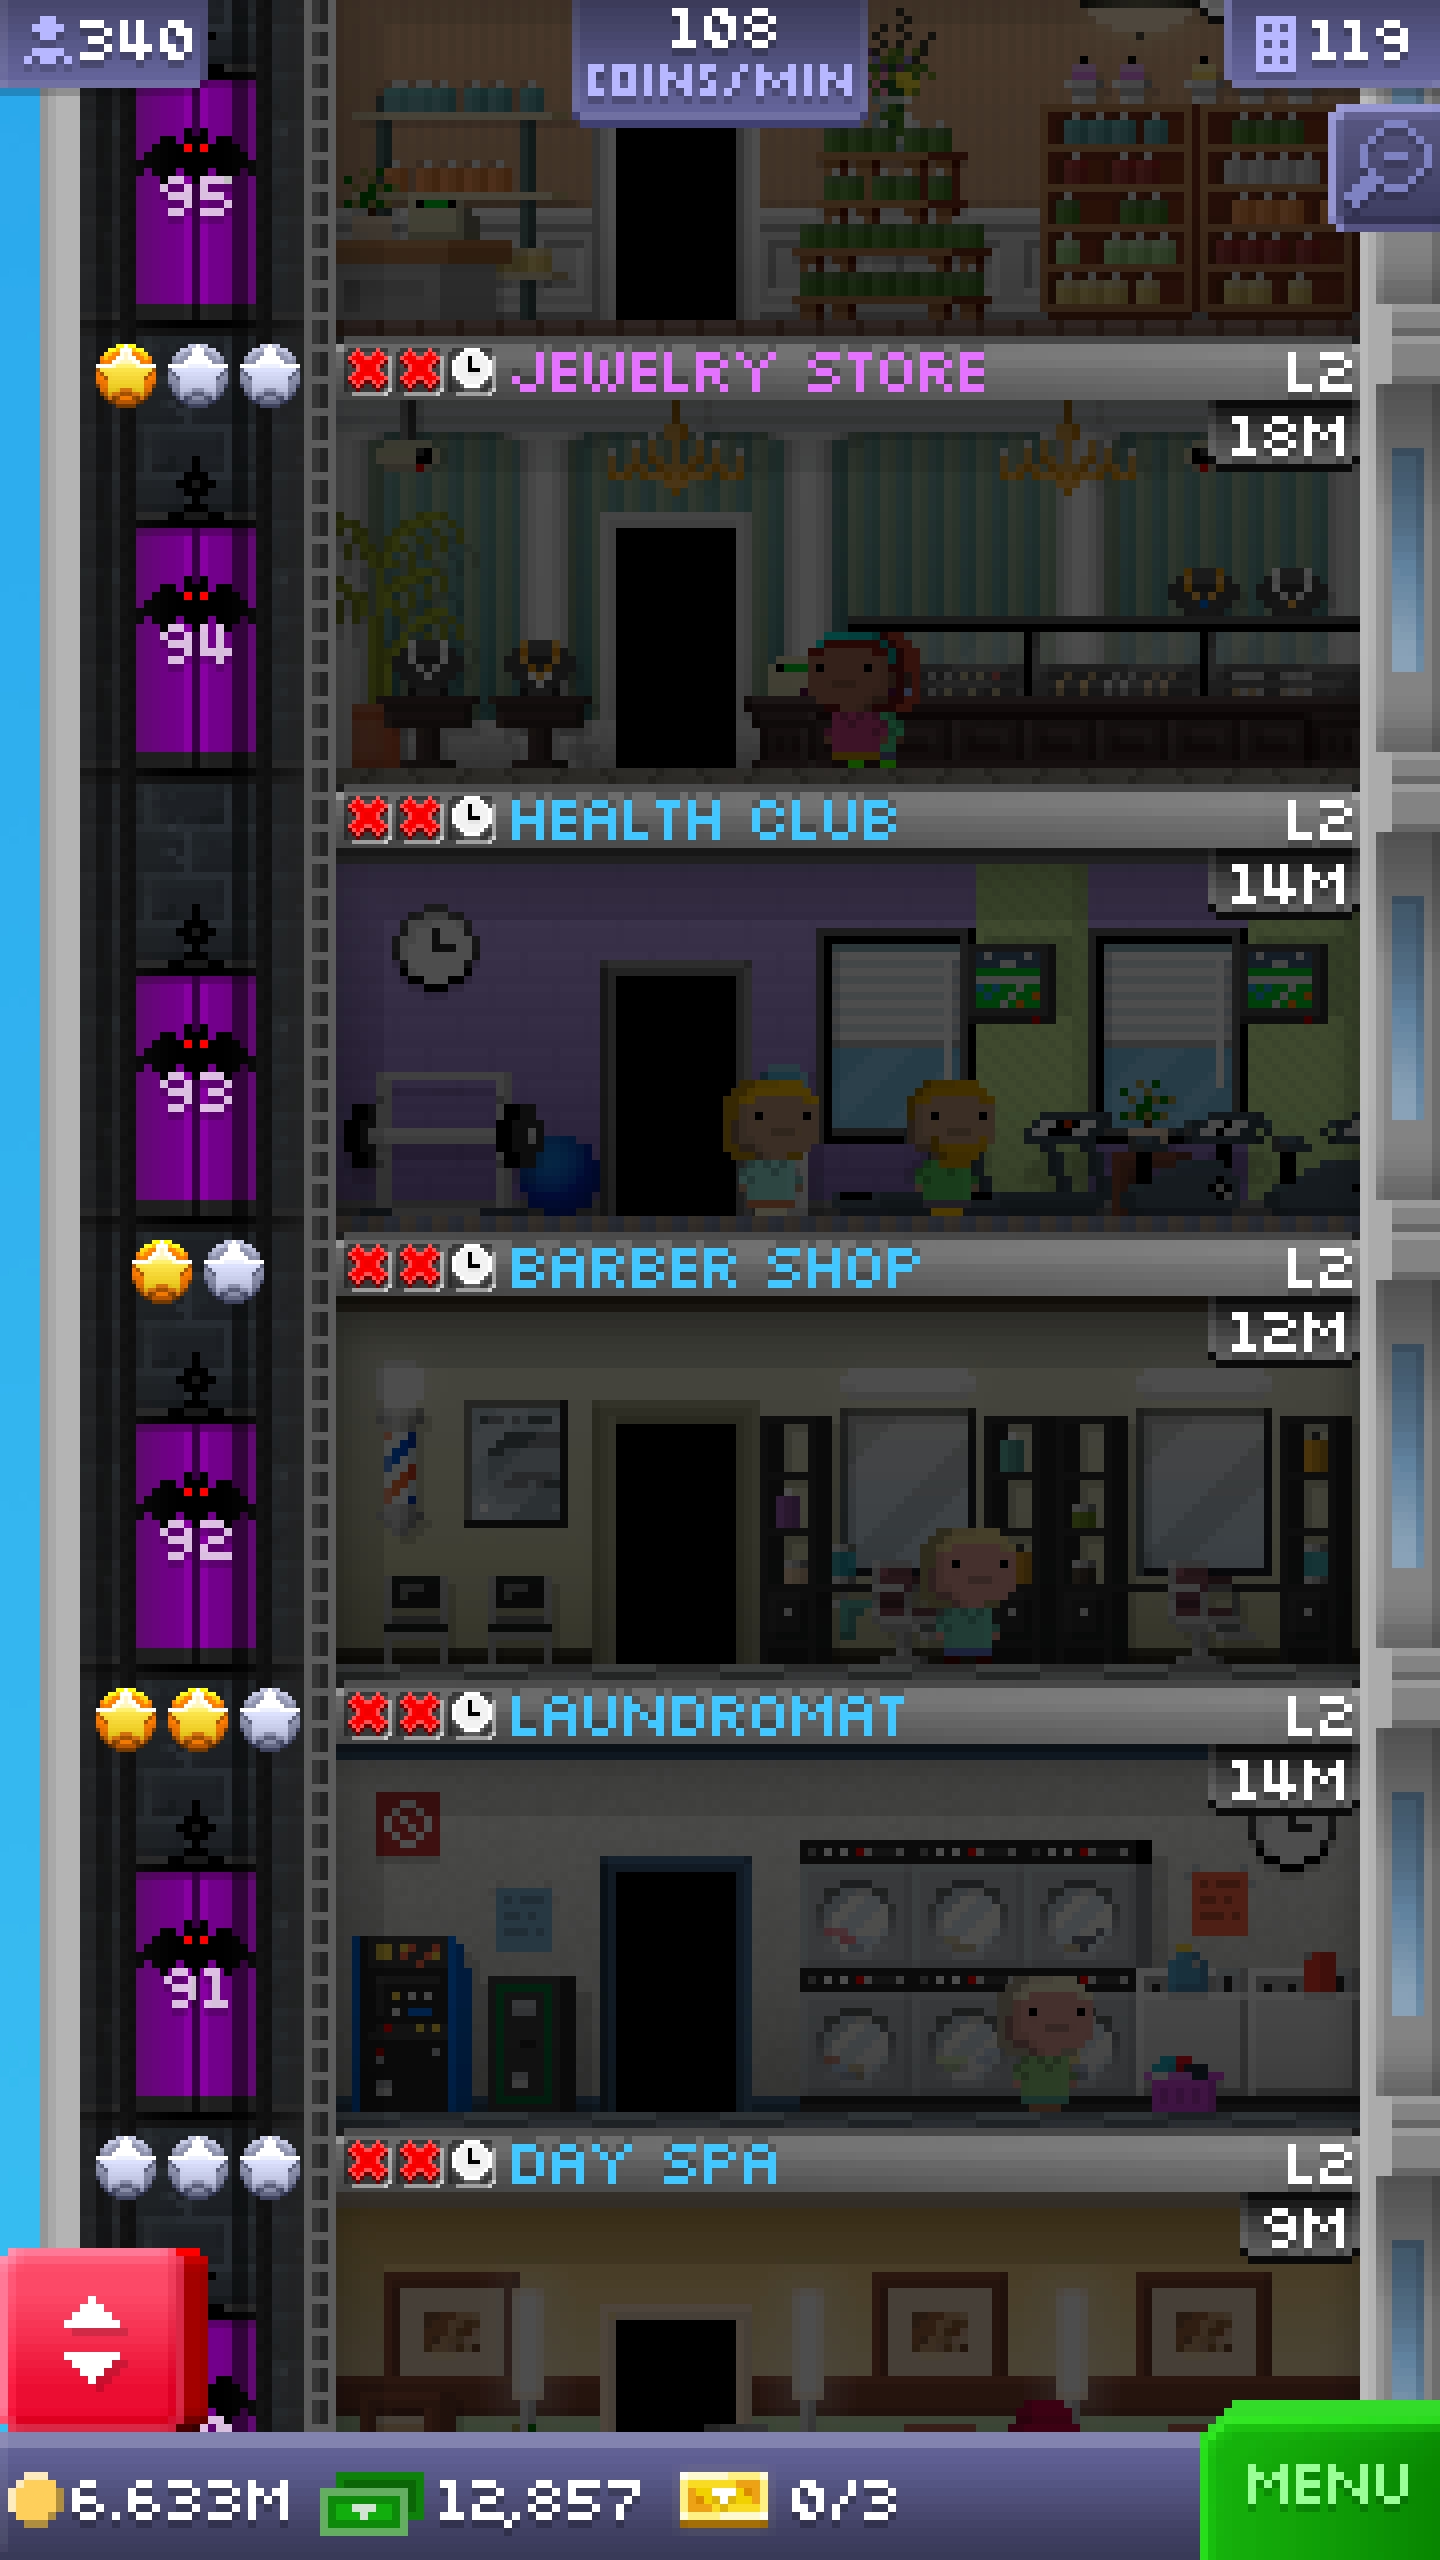 340
108
COINS/MIN
119
95
JEWELRY STORE L2
18M
94
HEALTH CLUB L2
14M
93
BARBER SHOP L2
12M
92
LAUNDROMAT L2
14M
91
DAY SPA L2
9M
6.633M 12,857 0/3
MENU